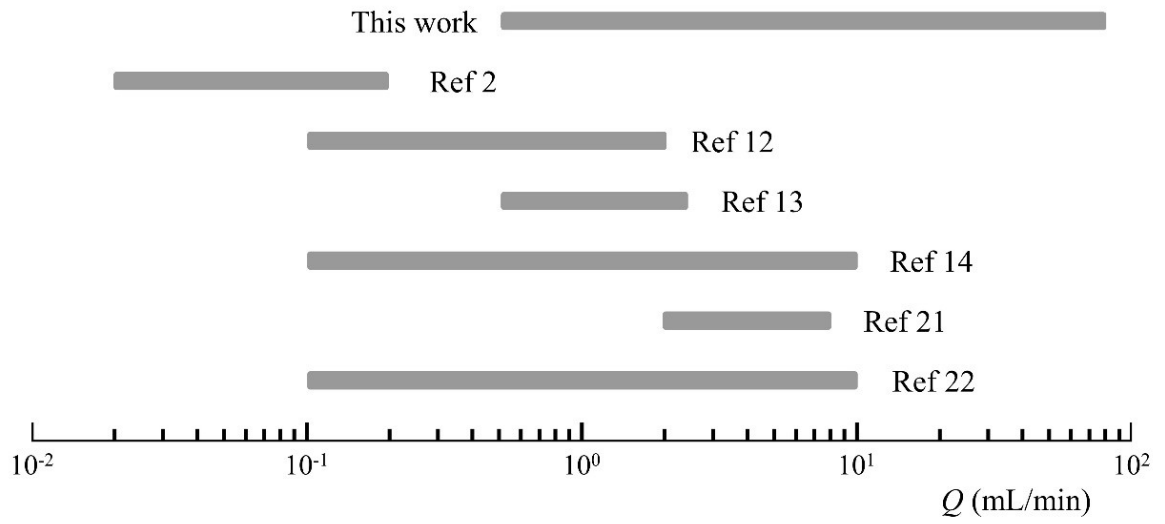 This work
Ref 2
Ref 12
Ref 13
Ref 14
Ref 21
Ref 22
10⁻² 10⁻¹ 10⁰ 10¹ 10²
Q (mL/min)